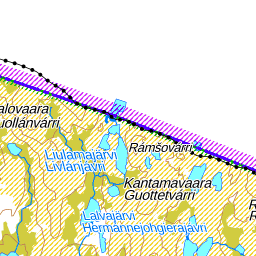 alovaara
uollánvárri
Rámšovárri
Liulamajärvi
Livlánjávri
Kantamavaara
Guottetvárri
Lalvajärvi
Hermannejohgierajávri
R
R